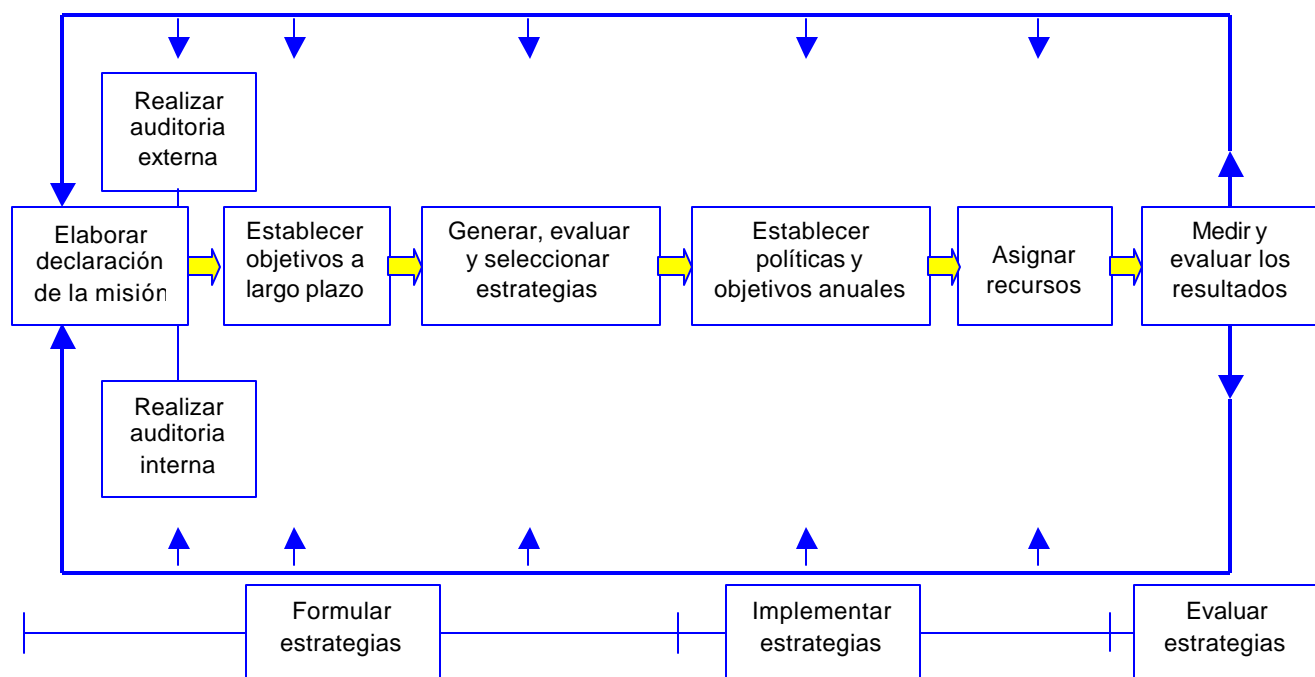 Realizar
auditoria
externa
Elaborar
declaración
de la misión
Establecer
objetivos a
largo plazo
Generar, evaluar
y seleccionar
estrategias
Establecer
políticas y
objetivos anuales
Asignar
recursos
Medir y
evaluar los
resultados
Realizar
auditoria
interna
Formular
estrategias
Implementar
estrategias
Evaluar
estrategias